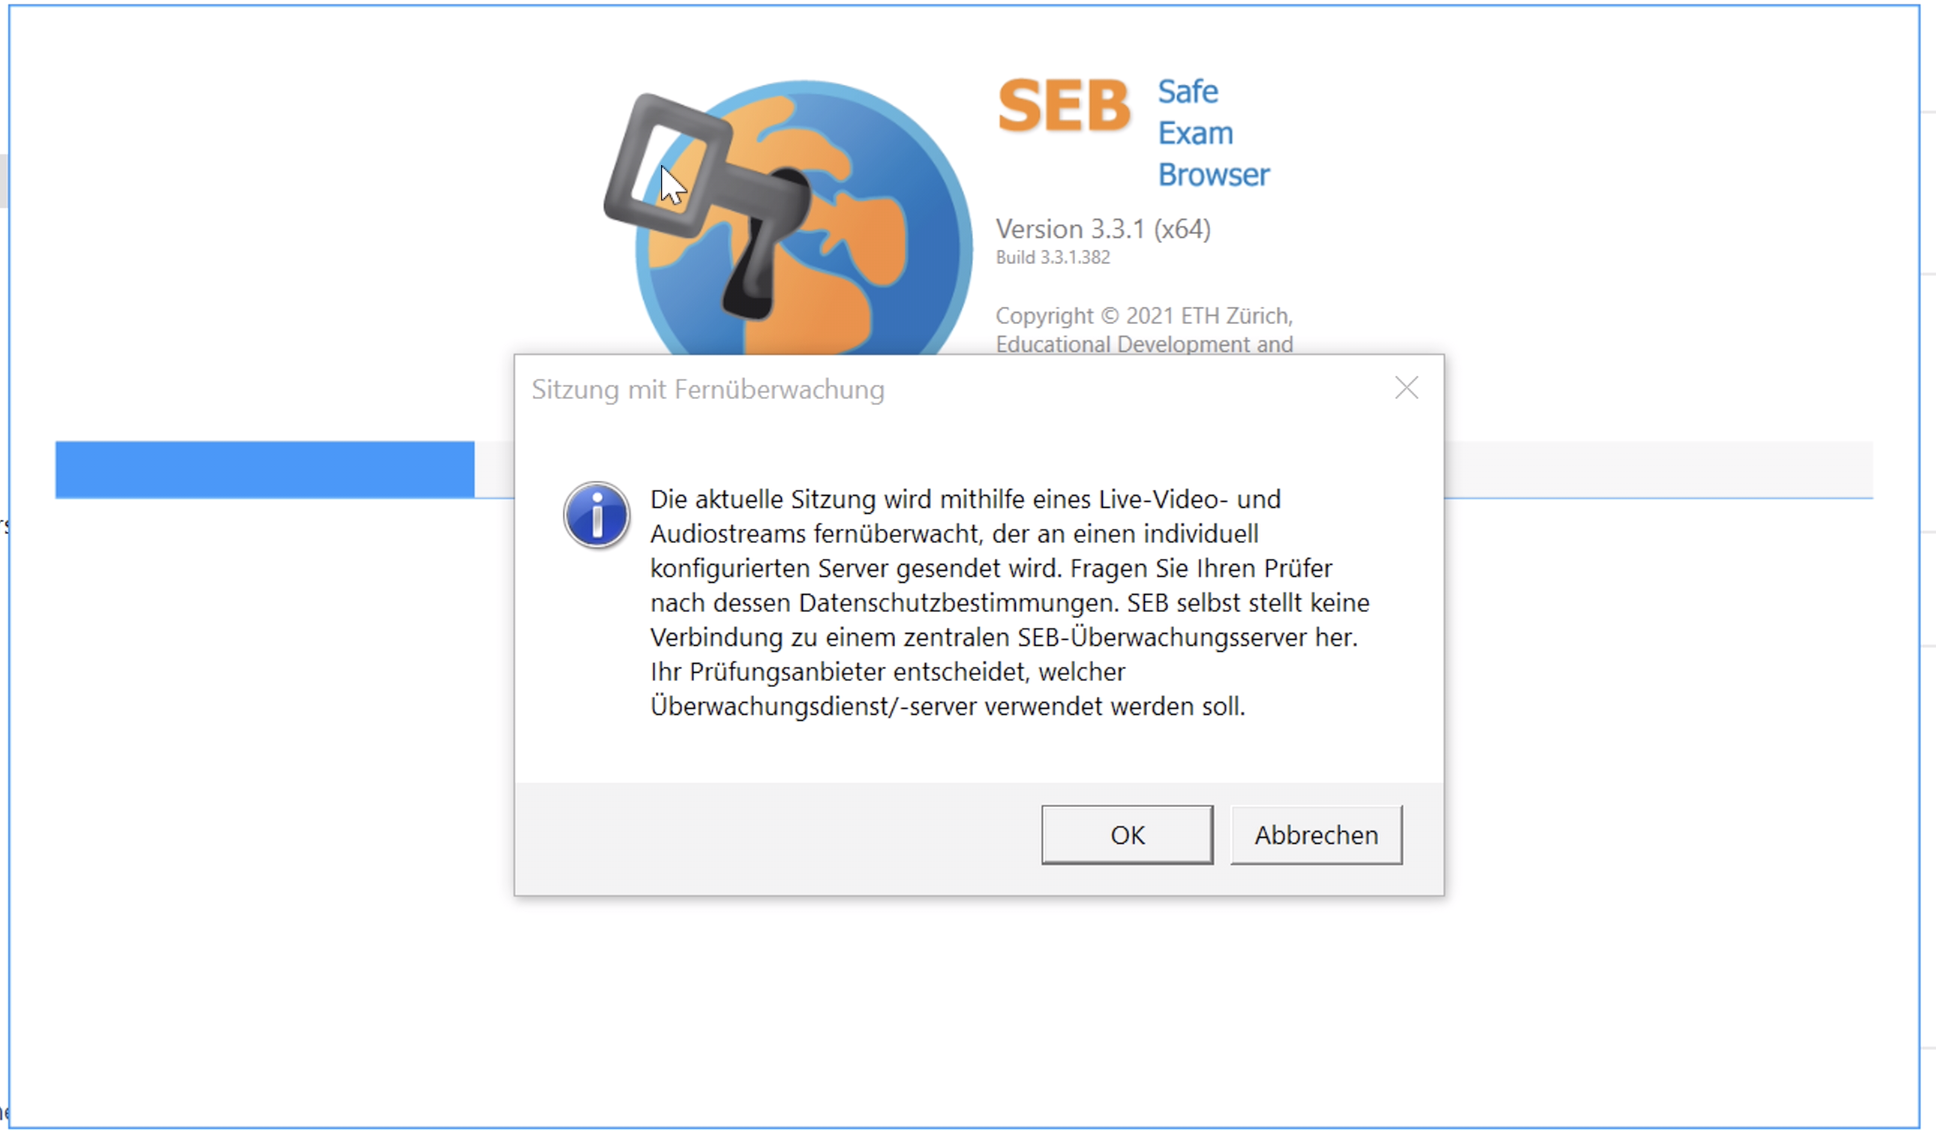 SEB
Safe
Exam
Browser
Version 3.3.1 (x64)
Build 3.3.1.382
Copyright © 2021 ETH Zürich,
Educational Development and
Sitzung mit Fernüberwachung
Die aktuelle Sitzung wird mithilfe eines Live-Video- und
Audiostreams fernüberwacht, der an einen individuell
konfigurierten Server gesendet wird. Fragen Sie Ihren Prüfer
nach dessen Datenschutzbestimmungen. SEB selbst stellt keine
Verbindung zu einem zentralen SEB-Überwachungsserver her.
Ihr Prüfungsanbieter entscheidet, welcher
Überwachungsdienst/-server verwendet werden soll.
OK
Abbrechen